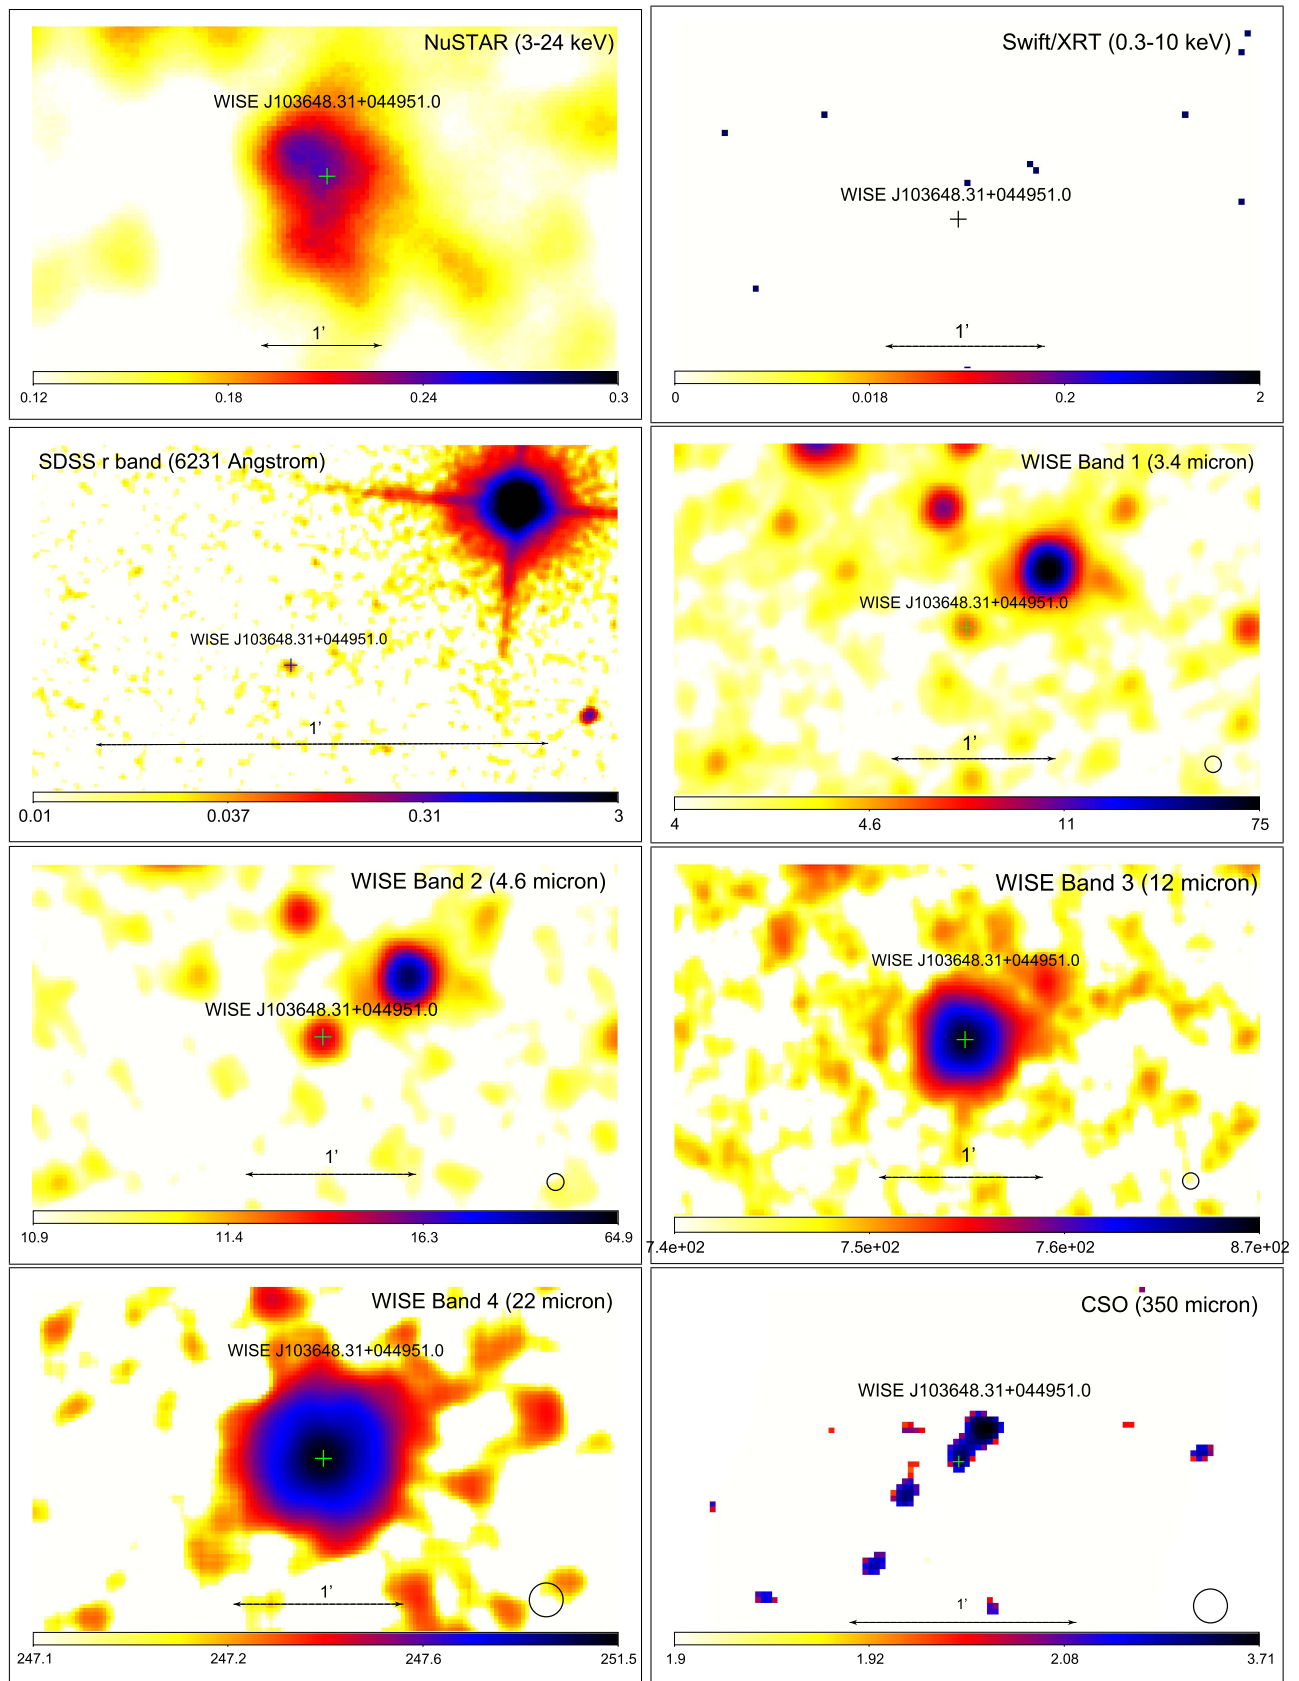 NuSTAR (3-24 keV)
WISE J103648.31+044951.0
1'
0.12 0.18 0.24 0.3
Swift/XRT (0.3-10 keV)
WISE J103648.31+044951.0
1'
0 0.018 0.2 2
SDSS r band (6231 Angstrom)
WISE J103648.31+044951.0
1'
0.01 0.037 0.31 3
WISE Band 1 (3.4 micron)
WISE J103648.31+044951.0
1'
4 4.6 11 75
WISE Band 2 (4.6 micron)
WISE J103648.31+044951.0
1'
10.9 11.4 16.3 64.9
WISE Band 3 (12 micron)
WISE J103648.31+044951.0
1'
7.4e+02 7.5e+02 7.6e+02 8.7e+02
WISE Band 4 (22 micron)
WISE J103648.31+044951.0
1'
247.1 247.2 247.6 251.5
CSO (350 micron)
WISE J103648.31+044951.0
1'
1.9 1.92 2.08 3.71